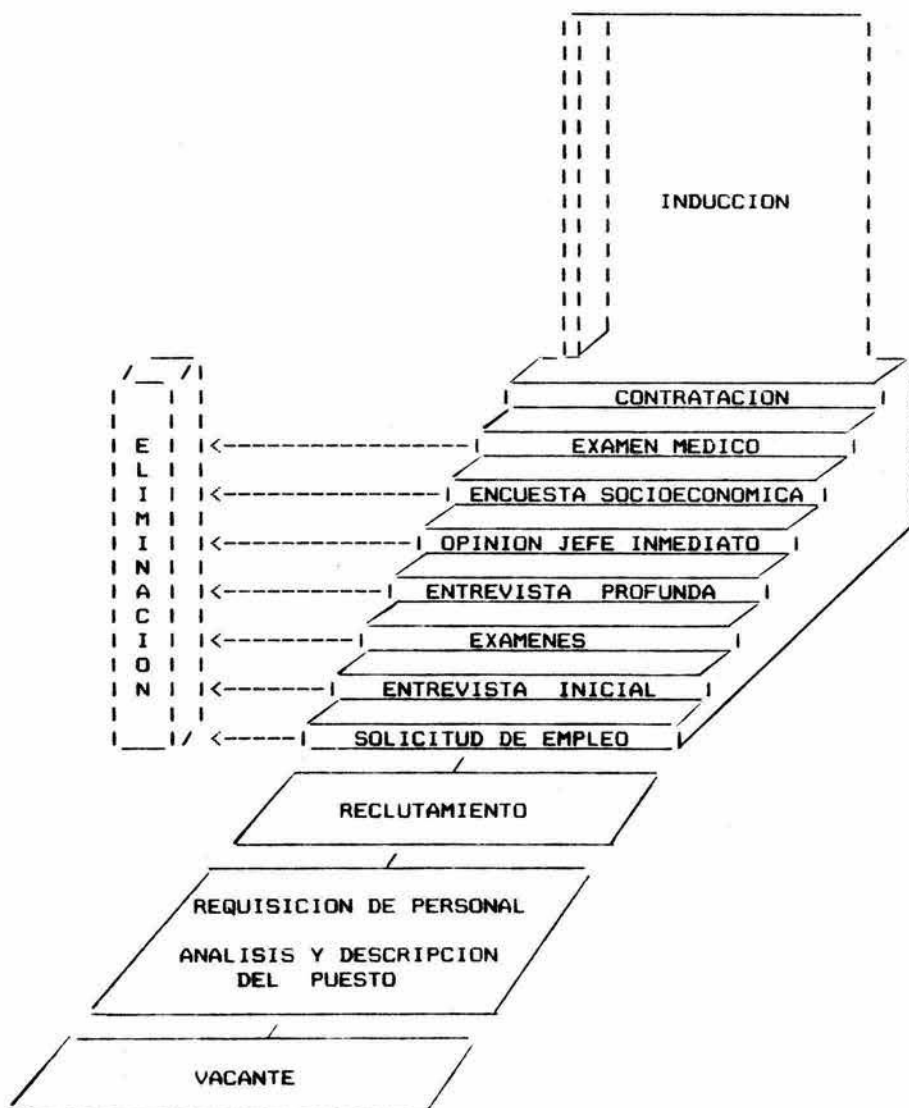 INDUCCION
CONTRATACION
EXAMEN MEDICO
ENCUESTA SOCIOECONOMICA
OPINION JEFE INMEDIATO
ENTREVISTA PROFUNDA
EXAMENES
ENTREVISTA INICIAL
SOLICITUD DE EMPLEO
ELIMINACION
RECLUTAMIENTO
REQUISICION DE PERSONAL
ANALISIS Y DESCRIPCION
DEL PUESTO
VACANTE